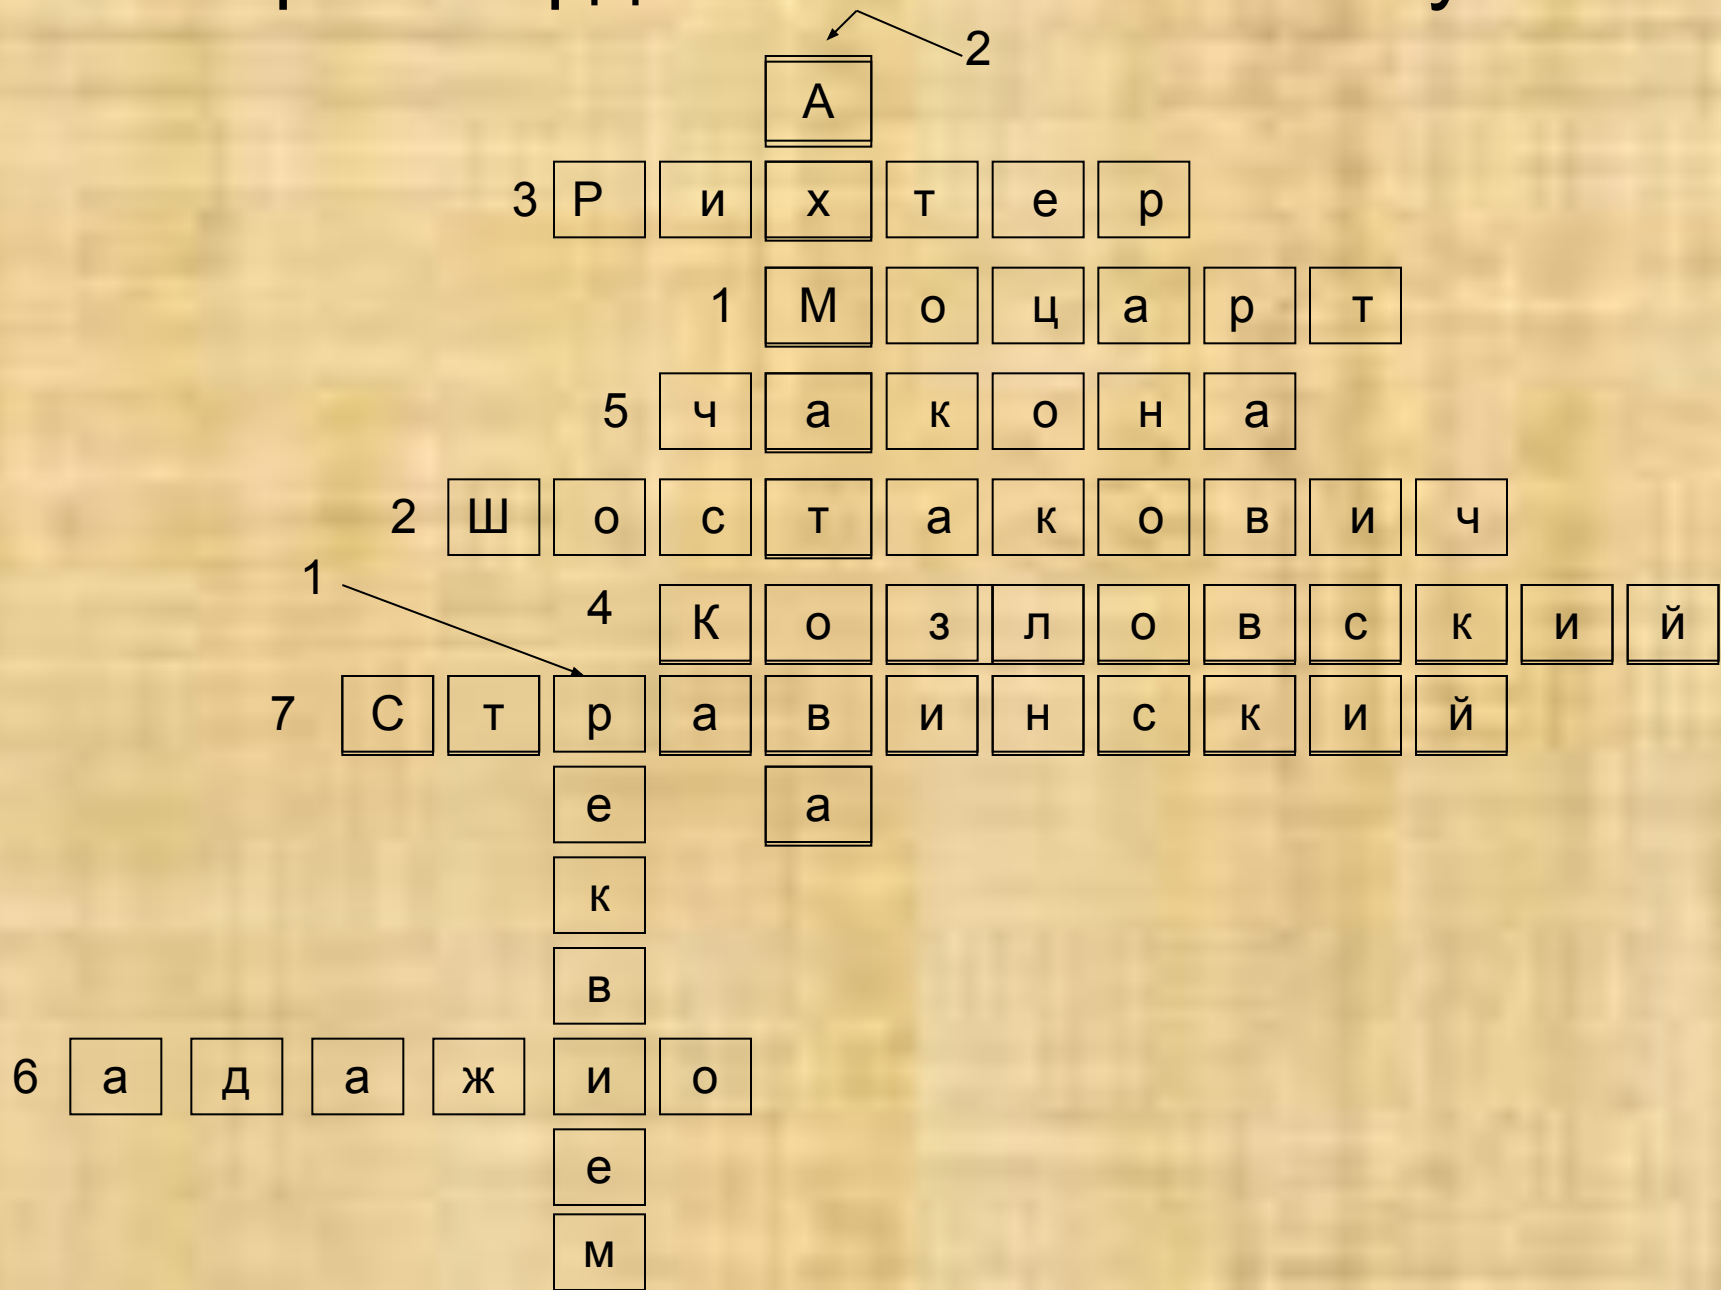 2
А
3 Р и х т е р
1 М о ц а р т
5 ч а к о н а
2 Ш о с т а к о в и ч
1
4 К о з л о в с к и й
7 С т р а в и н с к и й
е а
к
в
6 а д а ж и о
е
м